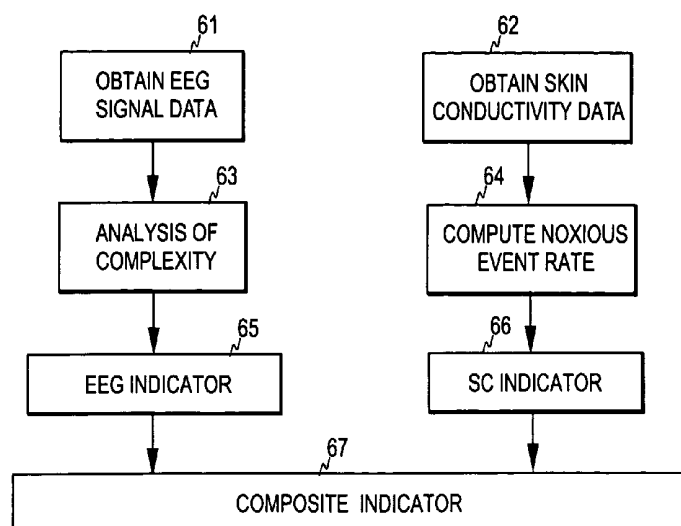 61
OBTAIN EEG
SIGNAL DATA
62
OBTAIN SKIN
CONDUCTIVITY DATA
63
ANALYSIS OF
COMPLEXITY
64
COMPUTE NOXIOUS
EVENT RATE
65
EEG INDICATOR
66
SC INDICATOR
67
COMPOSITE INDICATOR